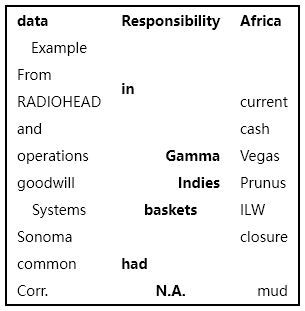 data Responsibility Africa
Example
From
in
RADIOHEAD current
and cash
operations Gamma Vegas
goodwill Indies Prunus
Systems baskets ILW
Sonoma closure
common had
Corr. N.A. mud